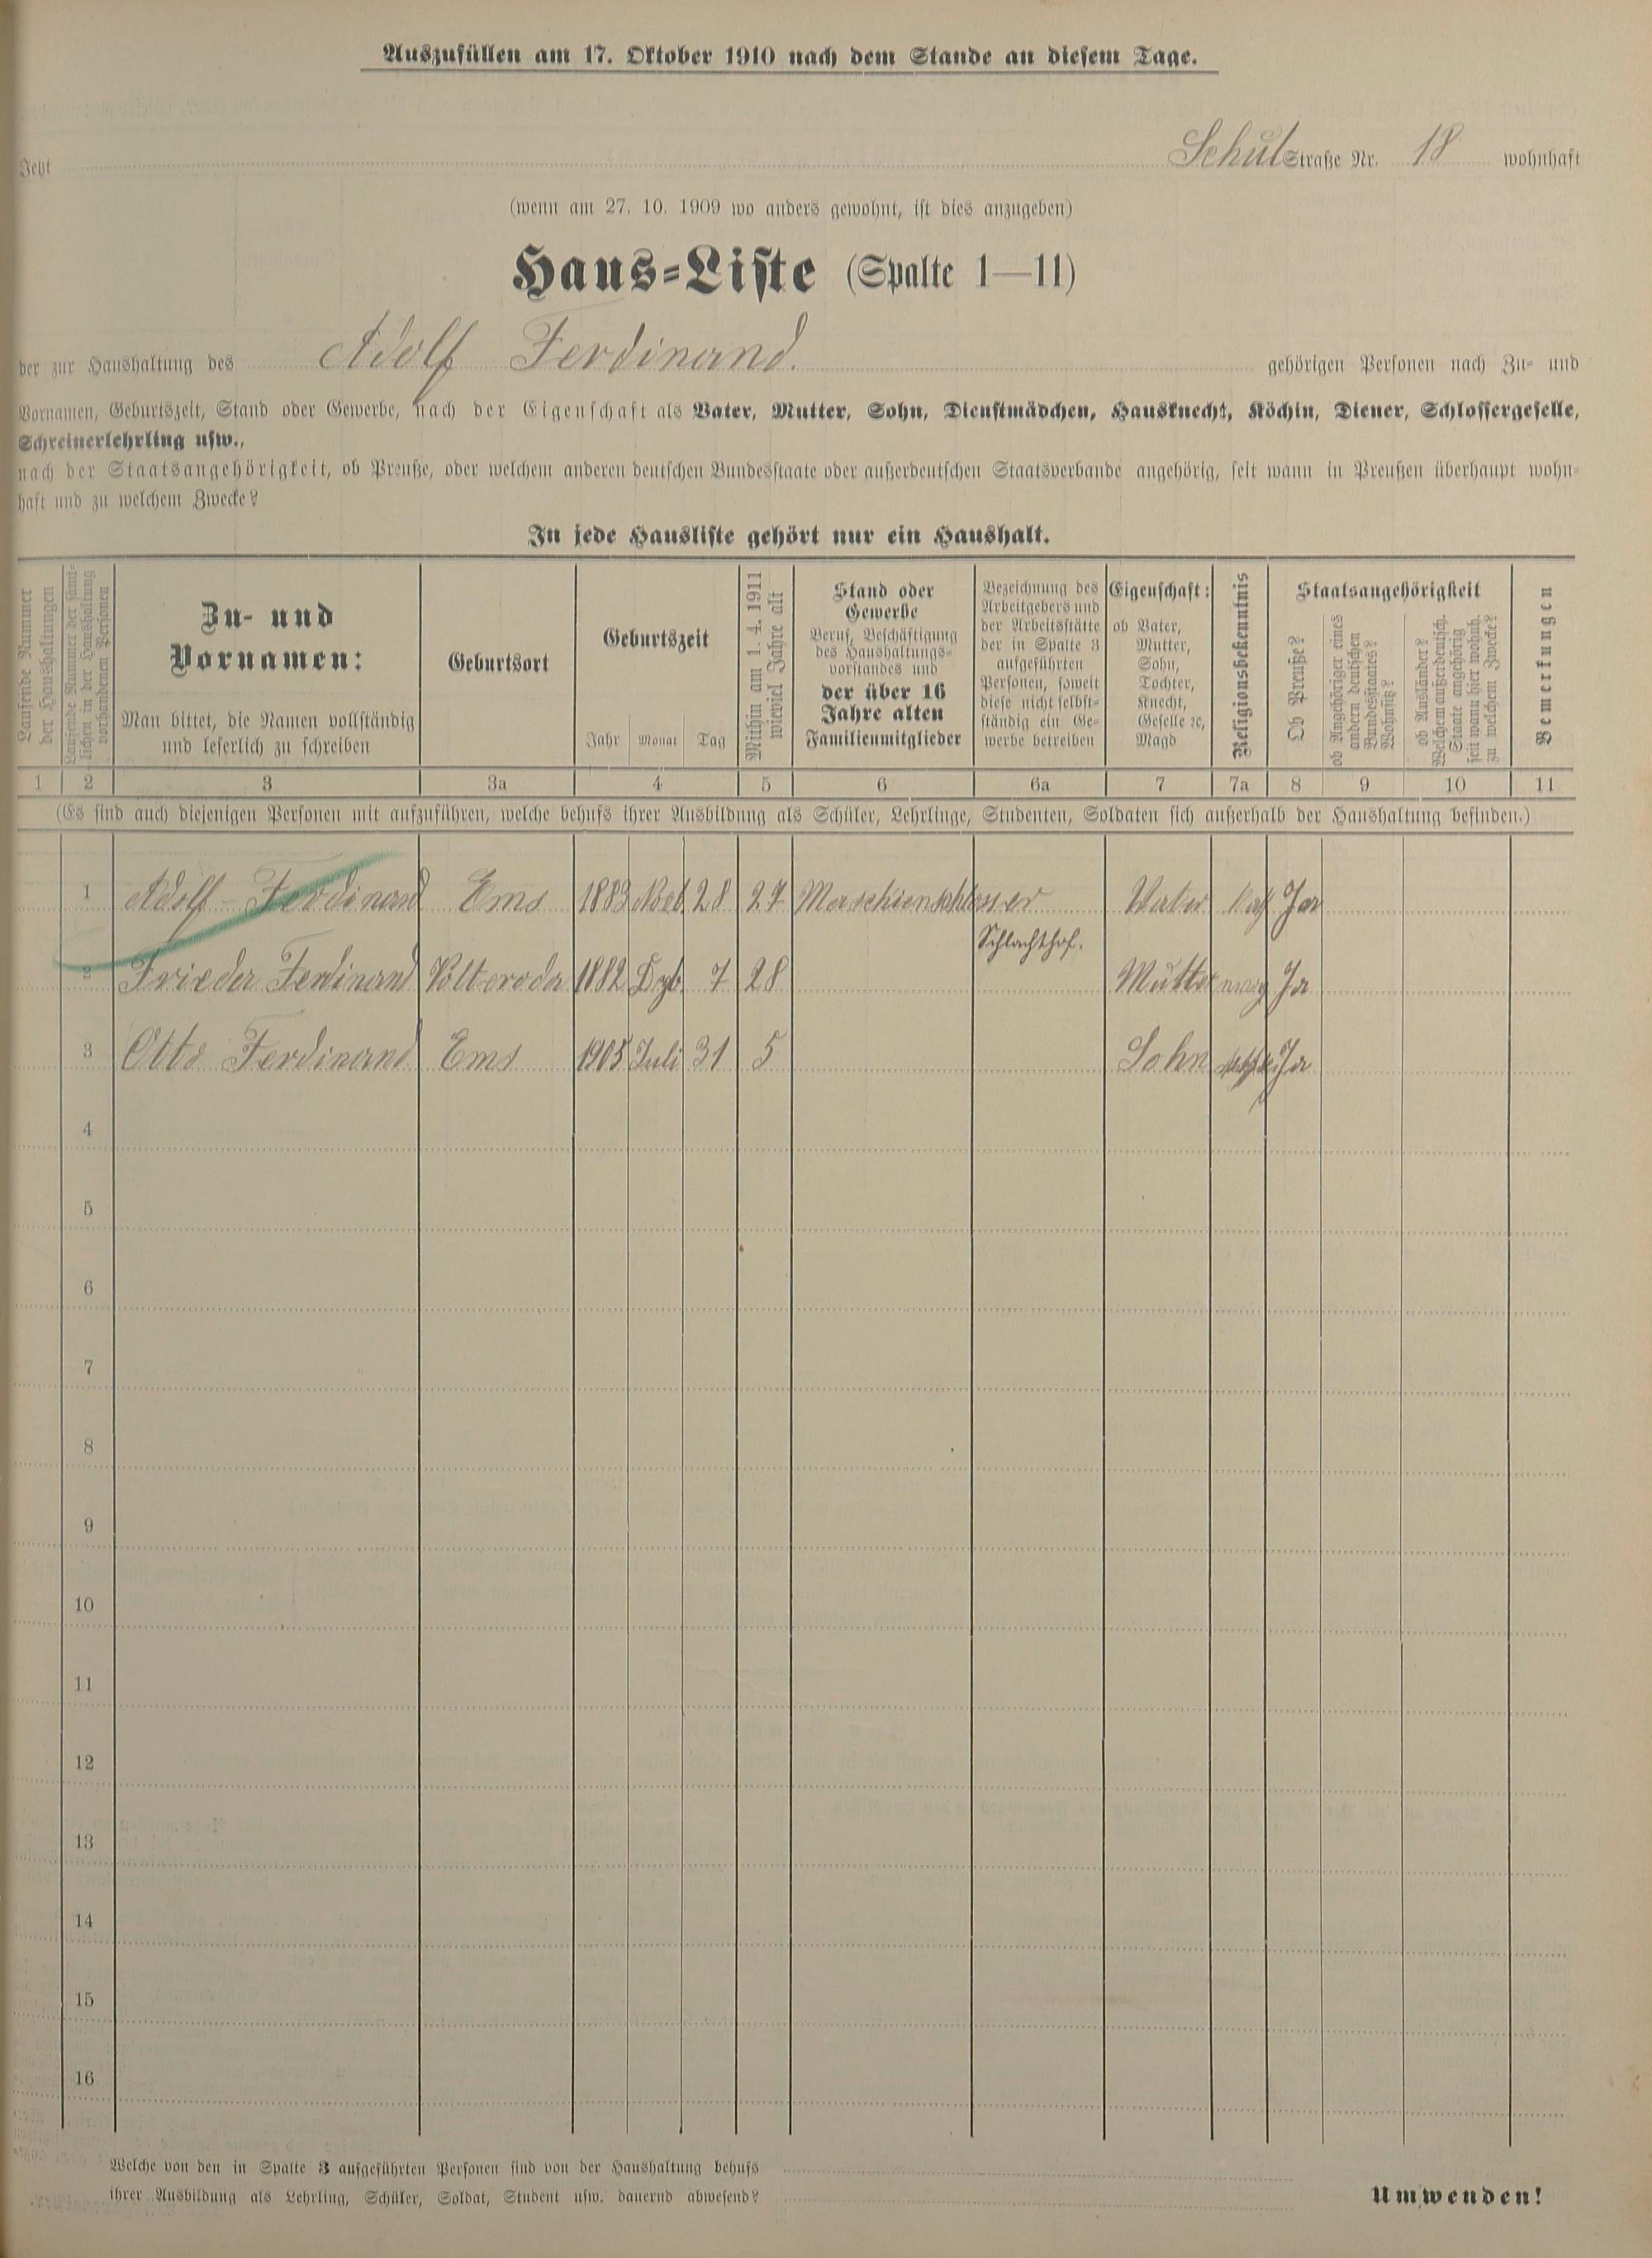 Auszufüllen am 17. Oktober 1910 nach dem Stande an diesem Tage.
Jetzt Schul Straße Nr. 18 wohnhaft
(wenn am 27. 10. 1909 wo anders gewohnt, ist dies anzugeben)
Haus-Liste (Spalte 1—11)
der zur Haushaltung des Adolf Ferdinand. gehörigen Personen nach Zu- und
Vornamen, Geburtszeit, Stand oder Gewerbe, nach der Eigenschaft als Vater, Mutter, Sohn, Dienstmädchen, Hausknecht, Köchin, Diener, Schlossergeselle,
Schreinerlehrling usw.,
nach der Staatsangehörigkeit, ob Preuße, oder welchem anderen deutschen Bundesstaate oder außerdeutschen Staatsverbande angehörig, seit wann in Preußen überhaupt wohn-
haft und zu welchem Zwecke?
In jede Hausliste gehört nur ein Haushalt.
Laufende Nummer
der Haushaltungen
Laufende Nummer der sämt-
lichen in der Haushaltung
vorhandenen Personen
Zu- und
Vornamen:
Man bittet, die Namen vollständig
und leserlich zu schreiben
Geburtsort
Geburtszeit
Jahr Monat Tag
Mithin am 1. 4. 1911
wieviel Jahre alt
Stand oder
Gewerbe
Beruf, Beschäftigung
des Haushaltungs-
vorstandes und
der über 16
Jahre alten
Familienmitglieder
Bezeichnung des
Arbeitgebers und
der Arbeitsstätte
der in Spalte 3
aufgeführten
Personen, soweit
diese nicht selbst-
ständig ein Ge-
werbe betreiben
Eigenschaft:
ob Vater,
Mutter,
Sohn,
Tochter,
Knecht,
Geselle ꝛc,
Magd
Religionsbekenntnis
Staatsangehörigkeit
Ob Preuße?
ob Angehöriger eines
andern deutschen
Bundesstaates?
Wohnsitz?
ob Ausländer?
Welchem außerdeutsch.
Staate angehörig
seit wann hier wohnh.
zu welchem Zwecke?
Bemerkungen
1 2 3 3a 4 5 6 6a 7 7a 8 9 10 11
(Es sind auch diejenigen Personen mit aufzuführen, welche behufs ihrer Ausbildung als Schüler, Lehrlinge, Studenten, Soldaten sich außerhalb der Haushaltung befinden.)
1 Adolf Ferdinand Ems 1883 28 27 Maschienschlosser Vater Ja
Schlachthof.
2 Frieda Ferdinand 1882 7 28 Mutter Ja
3 Otto Ferdinand Ems 1905 Juli 31 5 Sohn Ja
4
5
6
7
8
9
10
11
12
13
14
15
16
Welche von den in Spalte 3 aufgeführten Personen sind von der Haushaltung behufs
ihrer Ausbildung als Lehrling, Schüler, Soldat, Student usw. dauernd abwesend?
Umwenden!